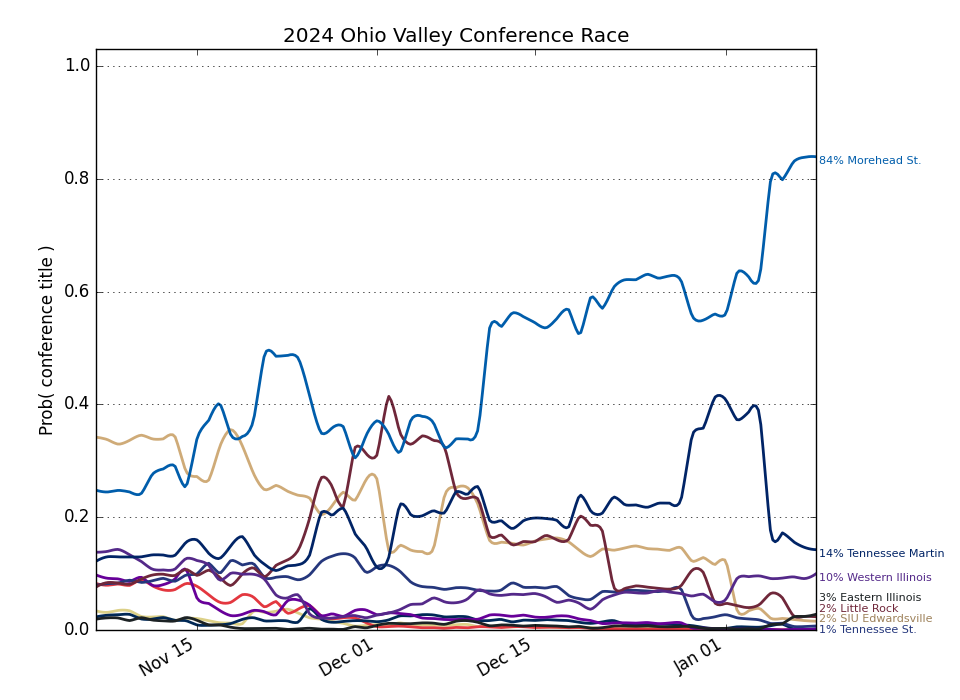 2024 Ohio Valley Conference Race
Prob( conference title )
1.0
0.8
0.6
0.4
0.2
0.0
Nov 15
Dec 01
Dec 15
Jan 01
84% Morehead St.
14% Tennessee Martin
10% Western Illinois
3% Eastern Illinois
2% Little Rock
2% SIU Edwardsville
1% Tennessee St.